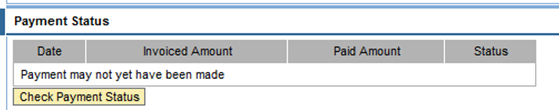 Payment Status
Date Invoiced Amount Paid Amount Status
Payment may not yet have been made
Check Payment Status